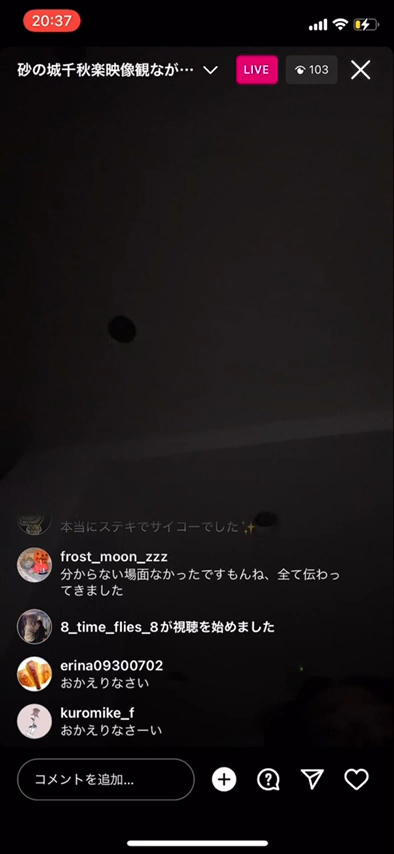 20:37
砂の城千秋楽映像観なが…
LIVE
103
本当にステキでサイコーでした✨
frost_moon_zzz
分からない場面なかったですもんね、全て伝わっ
てきました
8_time_flies_8が視聴を始めました
erina09300702
おかえりなさい
kuromike_f
おかえりなさーい
コメントを追加...